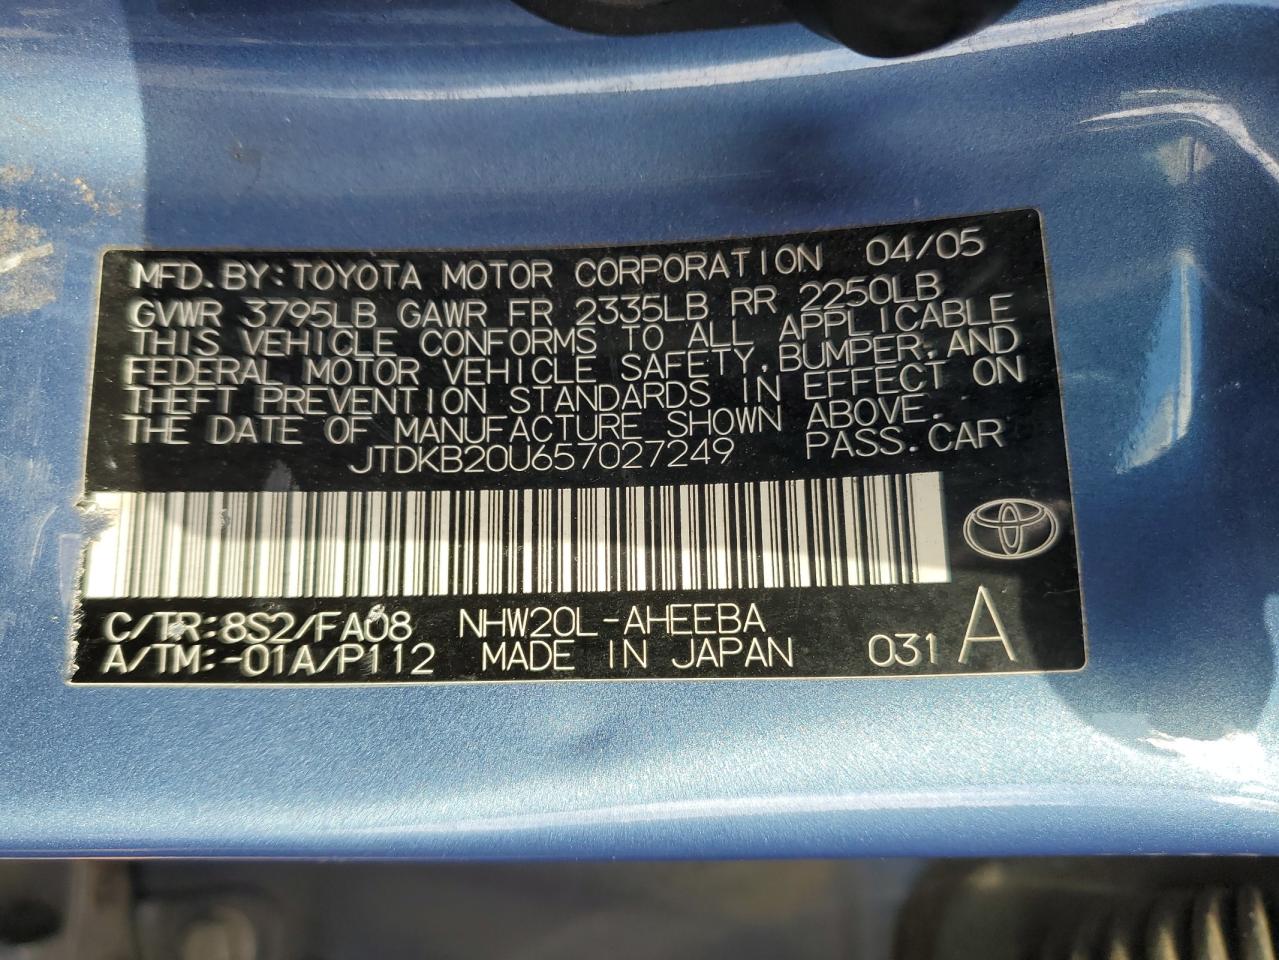 MFD. BY: TOYOTA MOTOR CORPORATION 04/05
GVWR 3795LB GAWR FR 2335LB RR 2250LB
THIS VEHICLE CONFORMS TO ALL APPLICABLE
FEDERAL MOTOR VEHICLE SAFETY, BUMPER, AND
THEFT PREVENTION STANDARDS IN EFFECT ON
THE DATE OF MANUFACTURE SHOWN ABOVE.
JTDKB20U657027249 PASS. CAR
C/TR: 8S2/FA08 NHW20L-AHEEBA
A/TM: -01A/P112 MADE IN JAPAN 031 A